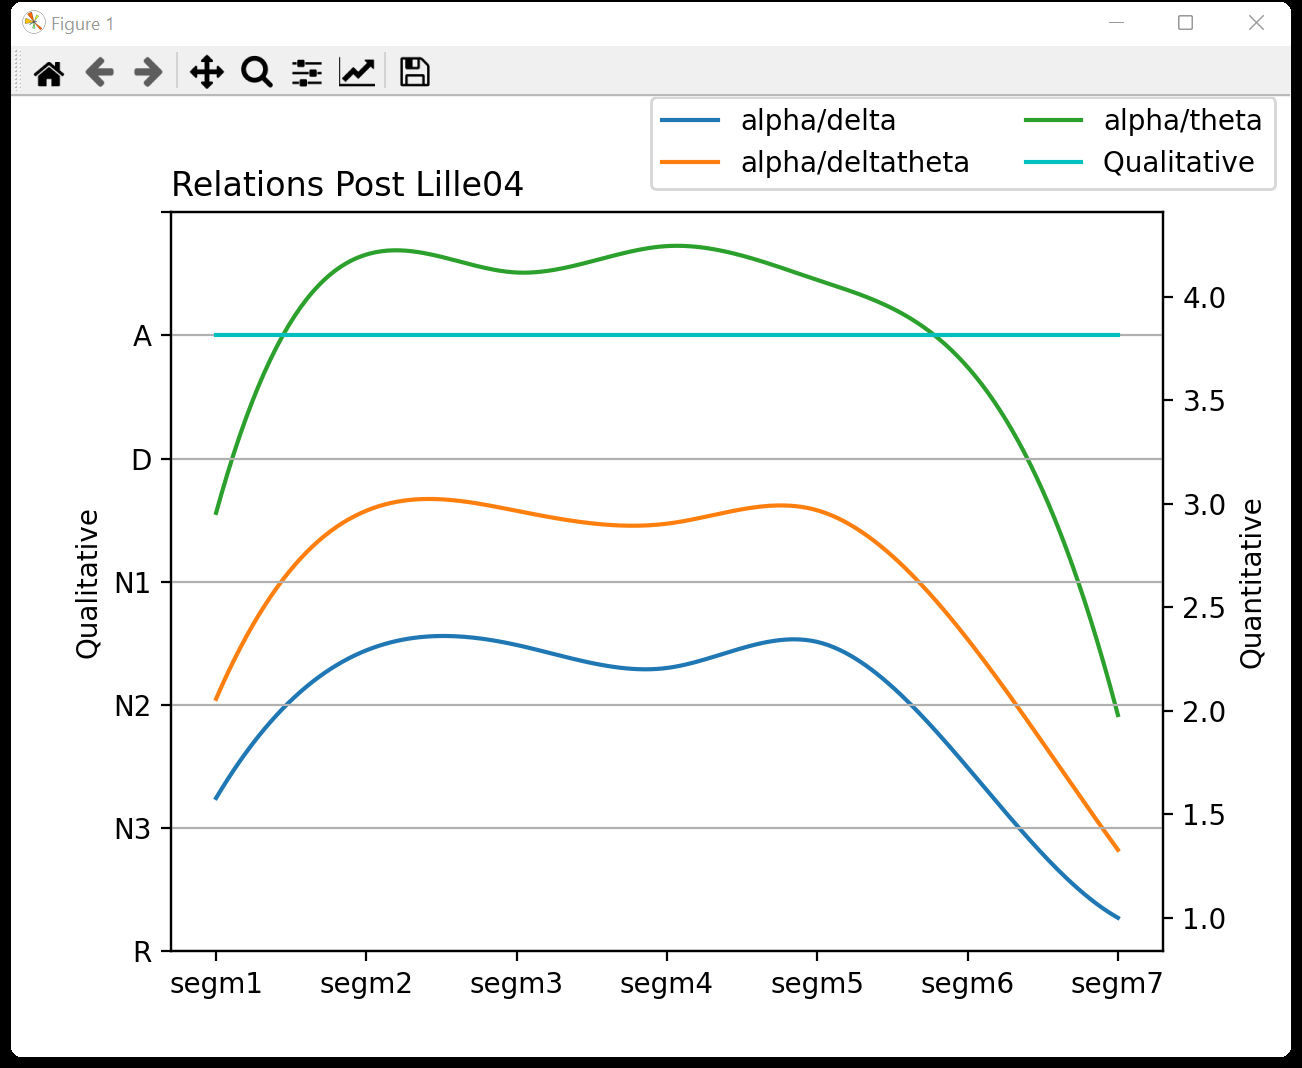 Figure 1
alpha/delta
alpha/deltatheta
alpha/theta
Qualitative
Relations Post Lille04
Qualitative
A
D
N1
N2
N3
R
4.0
3.5
3.0
2.5
2.0
1.5
1.0
Quantitative
segm1 segm2 segm3 segm4 segm5 segm6 segm7